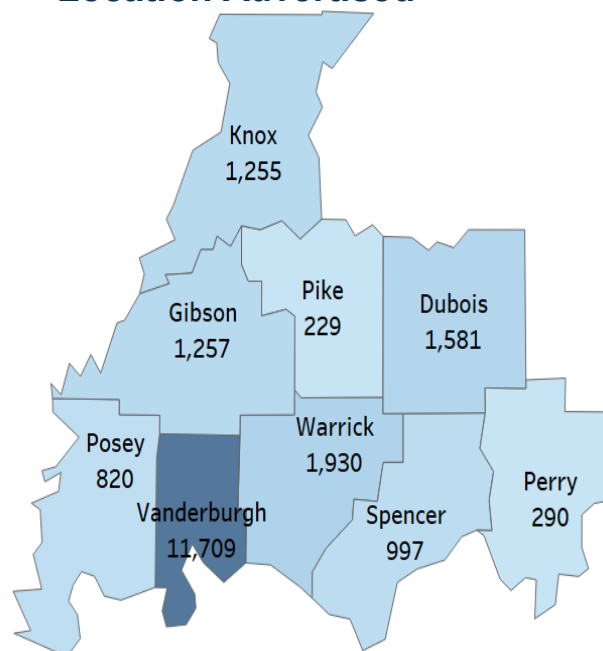 Knox
1,255
Pike
229
Dubois
1,581
Gibson
1,257
Warrick
1,930
Posey
820
Vanderburgh
11,709
Spencer
997
Perry
290